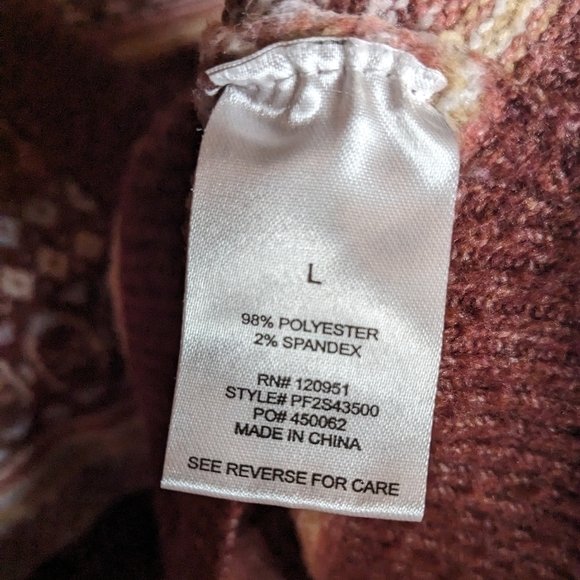 L
98% POLYESTER
2% SPANDEX
RN# 120951
STYLE# PF2S43500
PO# 450062
MADE IN CHINA
SEE REVERSE FOR CARE